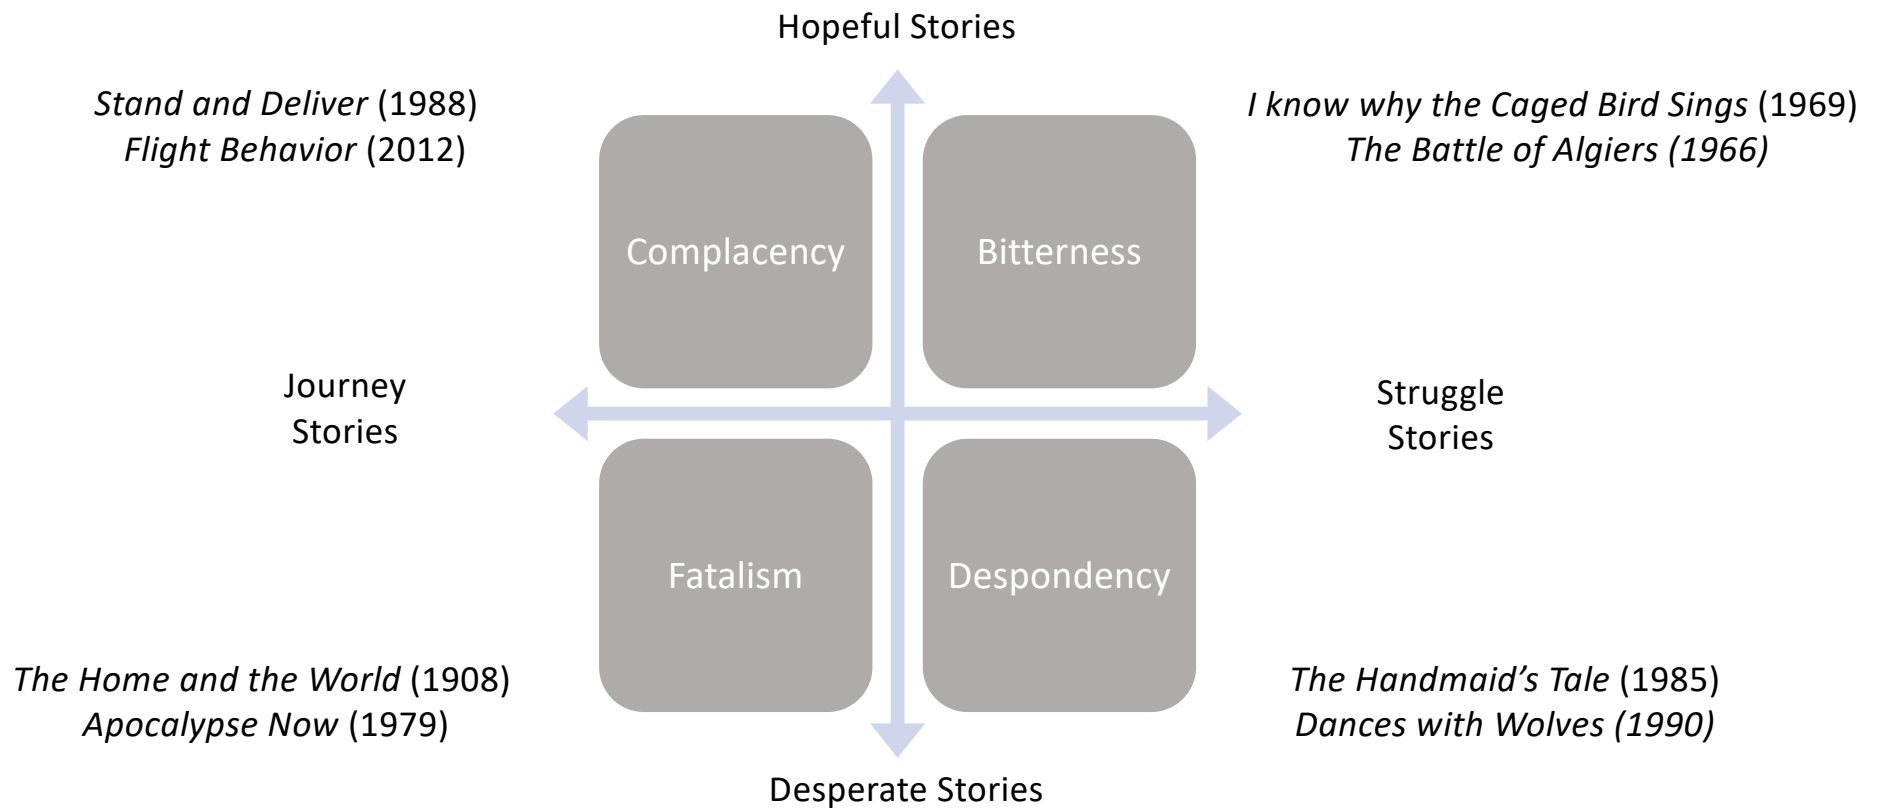 Hopeful Stories
Stand and Deliver (1988)
Flight Behavior (2012)
I know why the Caged Bird Sings (1969)
The Battle of Algiers (1966)
Complacency
Bitterness
Journey
Stories
Struggle
Stories
Fatalism
Despondency
The Home and the World (1908)
Apocalypse Now (1979)
The Handmaid’s Tale (1985)
Dances with Wolves (1990)
Desperate Stories